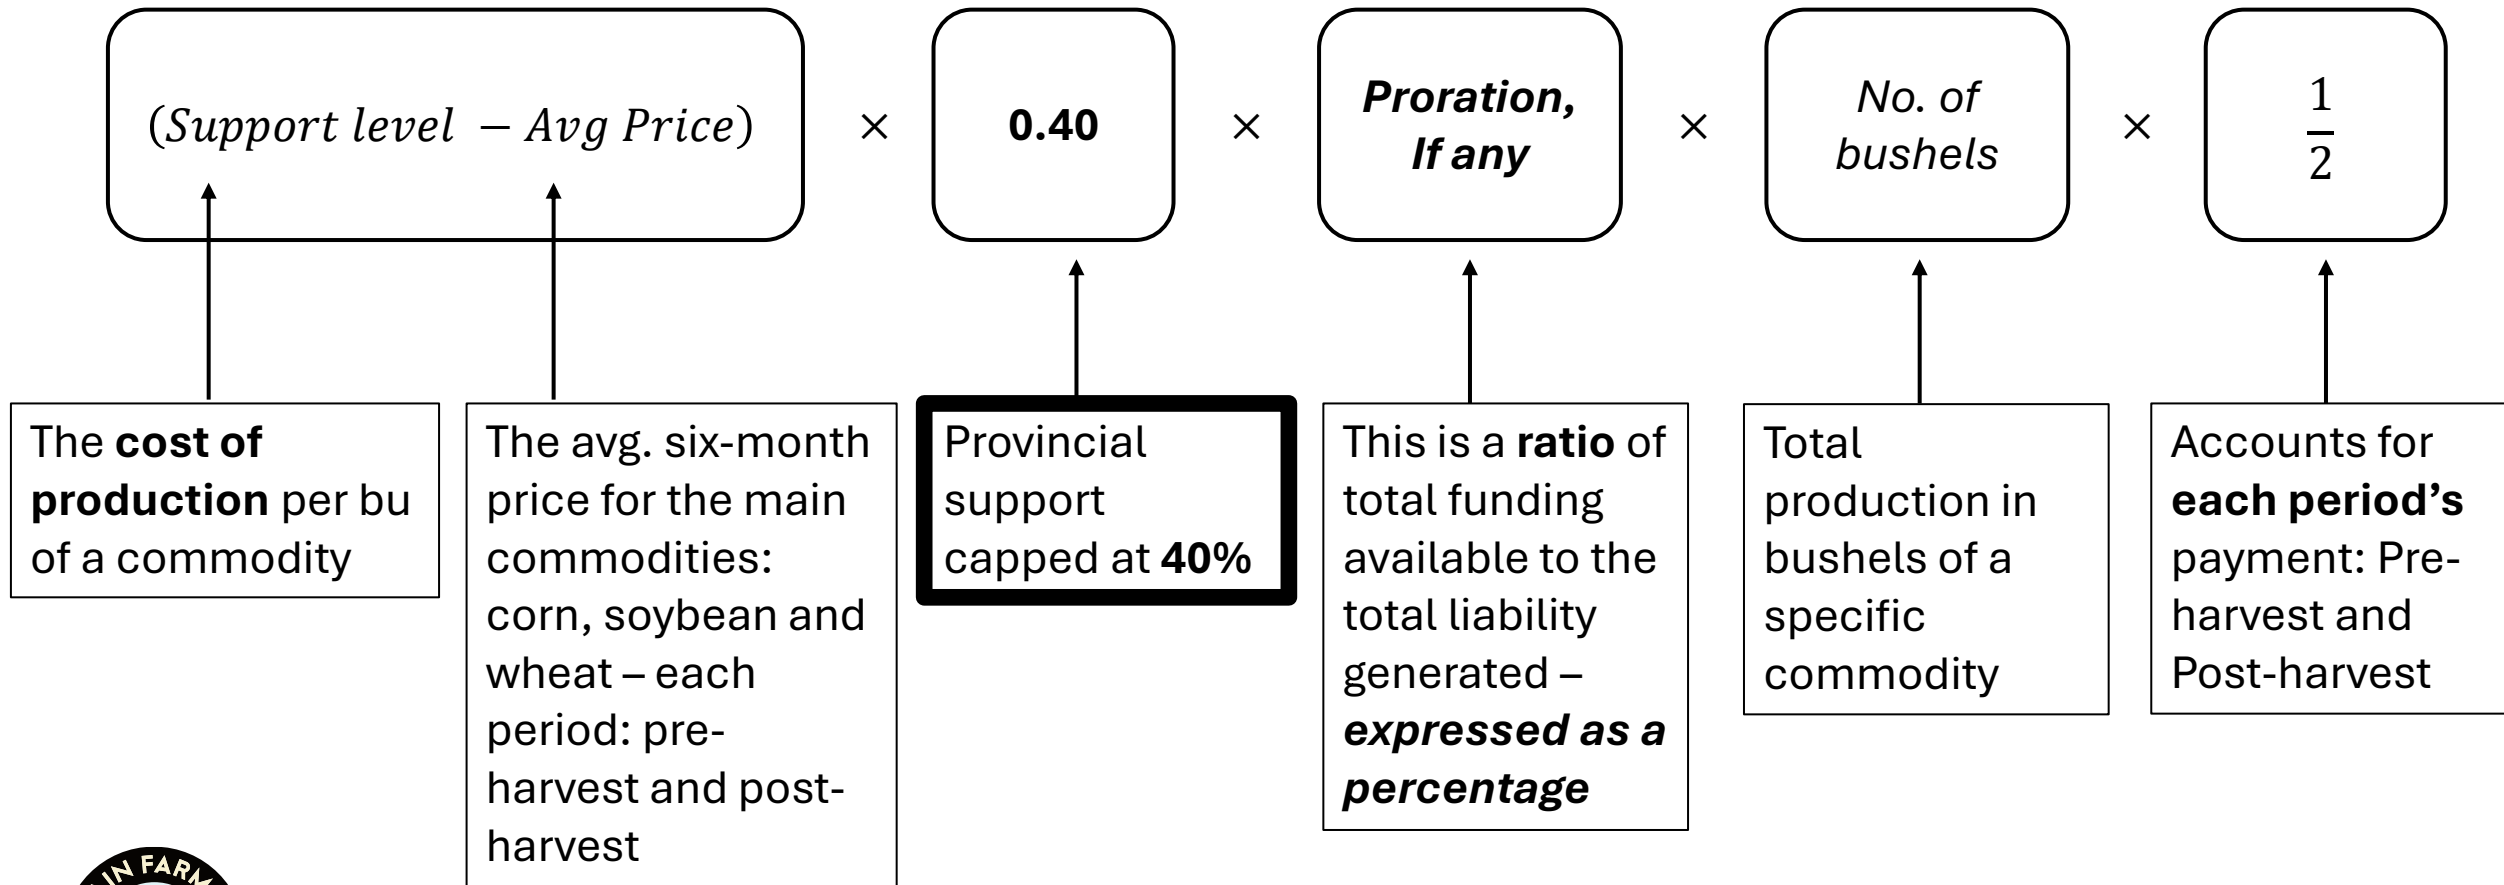 (Support level − Avg Price)
×
0.40
×
Proration,
If any
×
No. of
bushels
×
1
2
The cost of
production per bu
of a commodity
The avg. six-month
price for the main
commodities:
corn, soybean and
wheat – each
period: pre-
harvest and post-
harvest
Provincial
support
capped at 40%
This is a ratio of
total funding
available to the
total liability
generated –
expressed as a
percentage
Total
production in
bushels of a
specific
commodity
Accounts for
each period’s
payment: Pre-
harvest and
Post-harvest
IN FARM